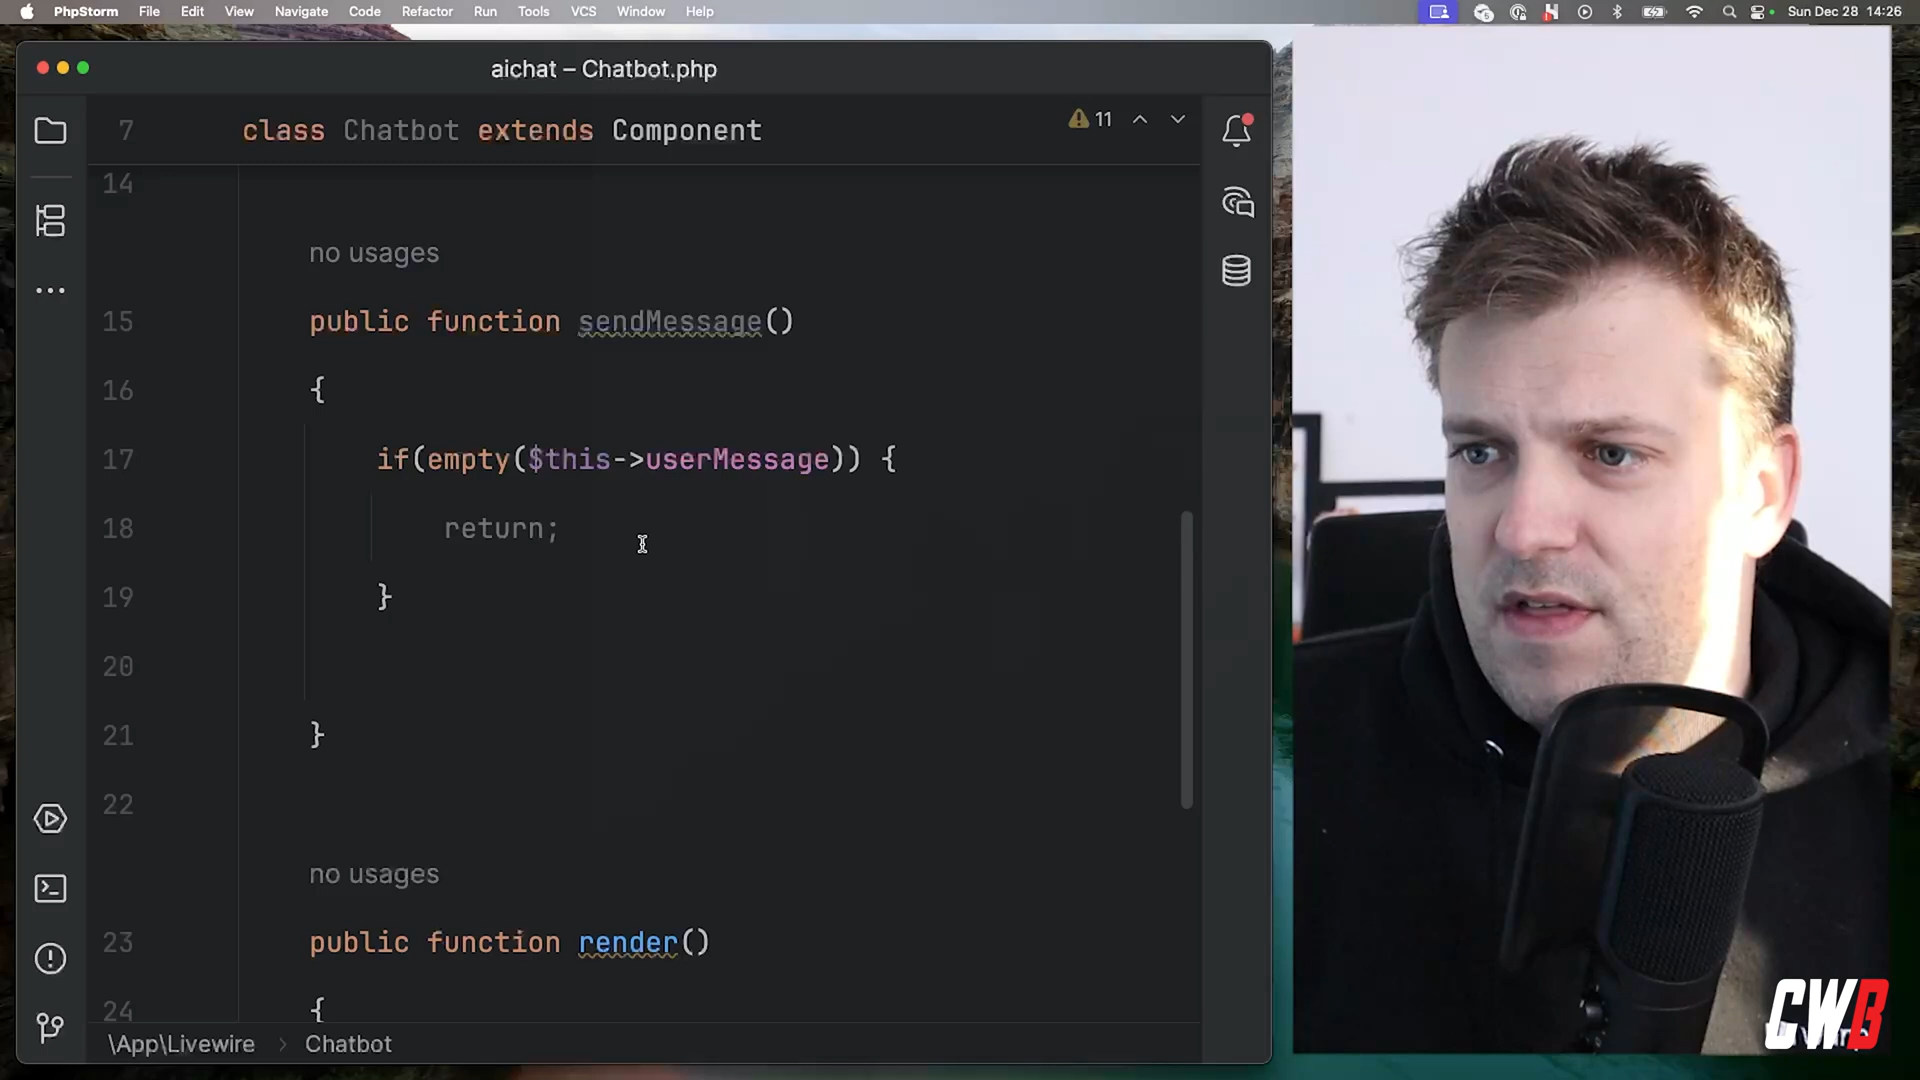 PhpStorm File Edit View Navigate Code Refactor Run Tools VCS Window Help Sun Dec 28 14:26
aichat – Chatbot.php
7 class Chatbot extends Component 11
14
no usages
15 public function sendMessage()
16 {
17 if(empty($this->userMessage)) {
18 return;
19 }
20
21 }
22
no usages
23 public function render()
24 {
\App\Livewire > Chatbot
CWB